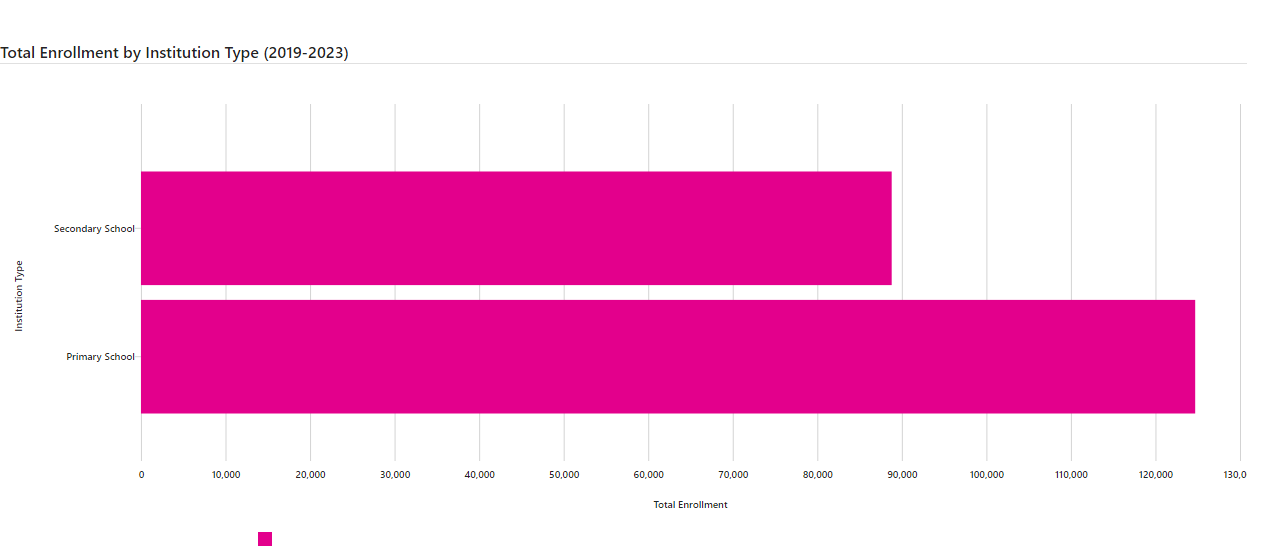 Total Enrollment by Institution Type (2019-2023)
Institution Type
Secondary School
Primary School
0 10,000 20,000 30,000 40,000 50,000 60,000 70,000 80,000 90,000 100,000 110,000 120,000 130,0
Total Enrollment